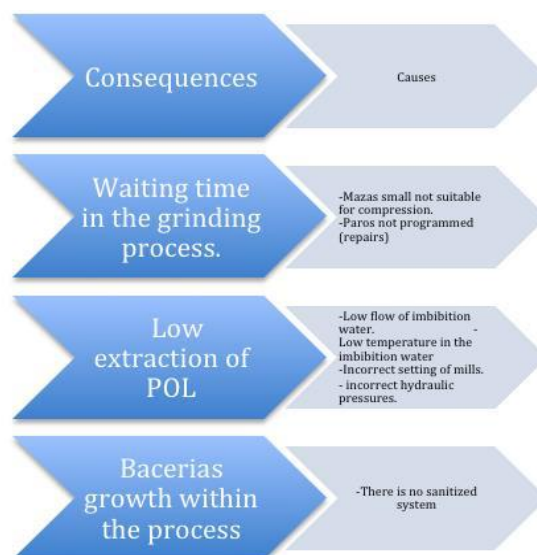 Consequences
Causes
Waiting time
in the grinding
process.
-Mazas small not suitable
for compression.
-Paros not programmed
(repairs)
Low
extraction of
POL
-Low flow of imbibition
water. -
Low temperature in the
imbibition water
-Incorrect setting of mills.
- incorrect hydraulic
pressures.
Bacerias
growth within
the process
-There is no sanitized
system